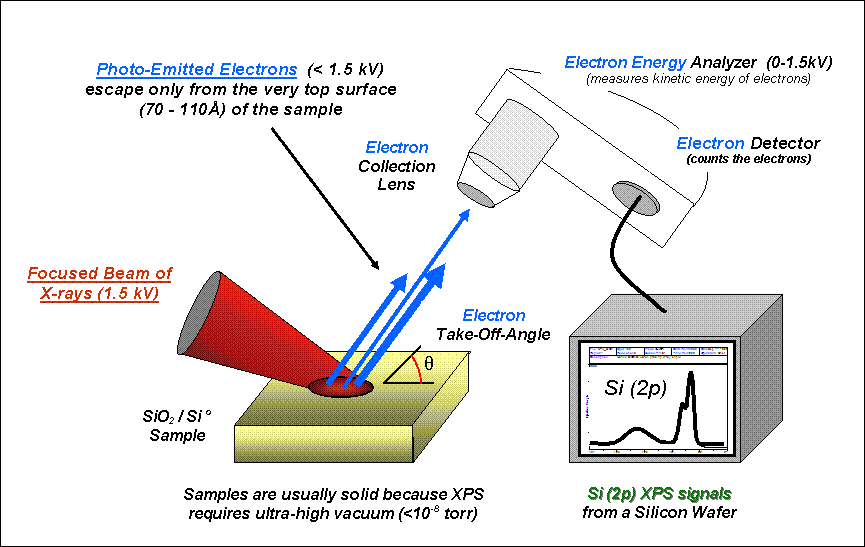 Photo-Emitted Electrons (< 1.5 kV)
escape only from the very top surface
(70 - 110Å) of the sample
Electron Energy Analyzer (0-1.5kV)
(measures kinetic energy of electrons)
Electron Detector
(counts the electrons)
Electron
Collection
Lens
Focused Beam of
X-rays (1.5 kV)
Electron
Take-Off-Angle
θ
SiO₂ / Si°
Sample
Si (2p)
Samples are usually solid because XPS
requires ultra-high vacuum (<10⁻⁸ torr)
Si (2p) XPS signals
from a Silicon Wafer